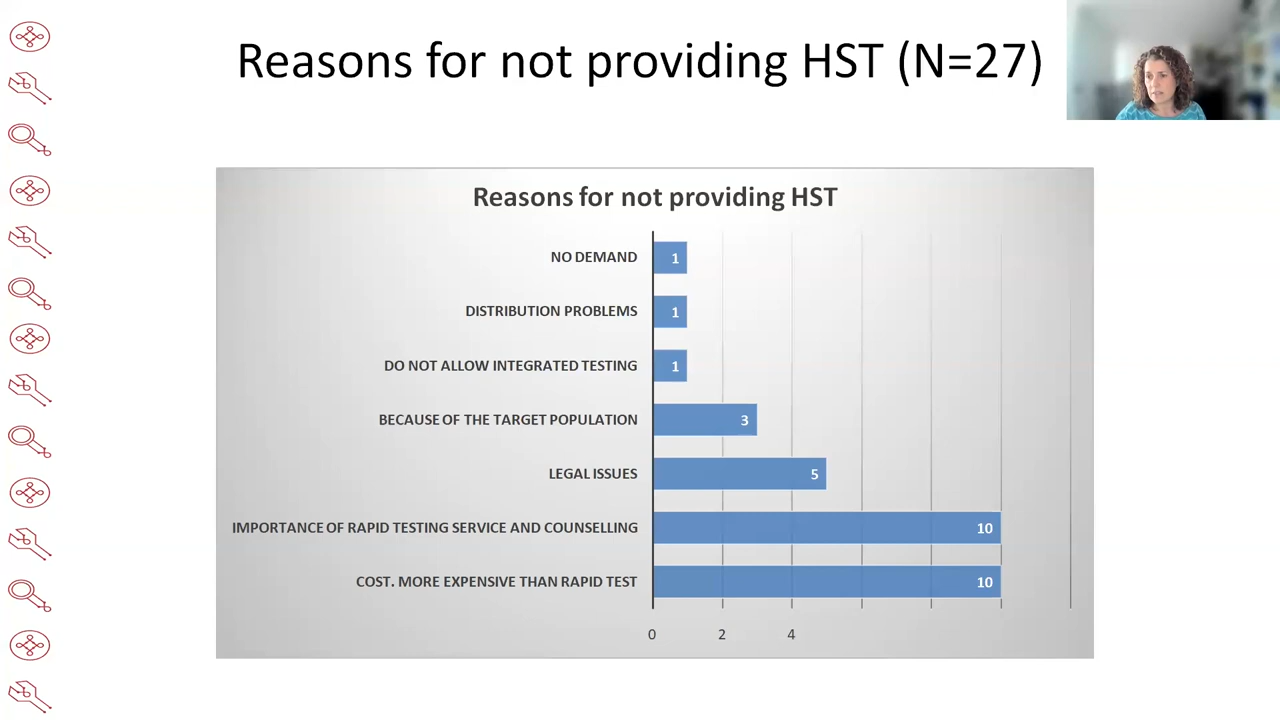 Reasons for not providing HST (N=27)
Reasons for not providing HST
NO DEMAND
1
DISTRIBUTION PROBLEMS
1
DO NOT ALLOW INTEGRATED TESTING
1
BECAUSE OF THE TARGET POPULATION
3
LEGAL ISSUES
5
IMPORTANCE OF RAPID TESTING SERVICE AND COUNSELLING
10
COST. MORE EXPENSIVE THAN RAPID TEST
10
0 2 4